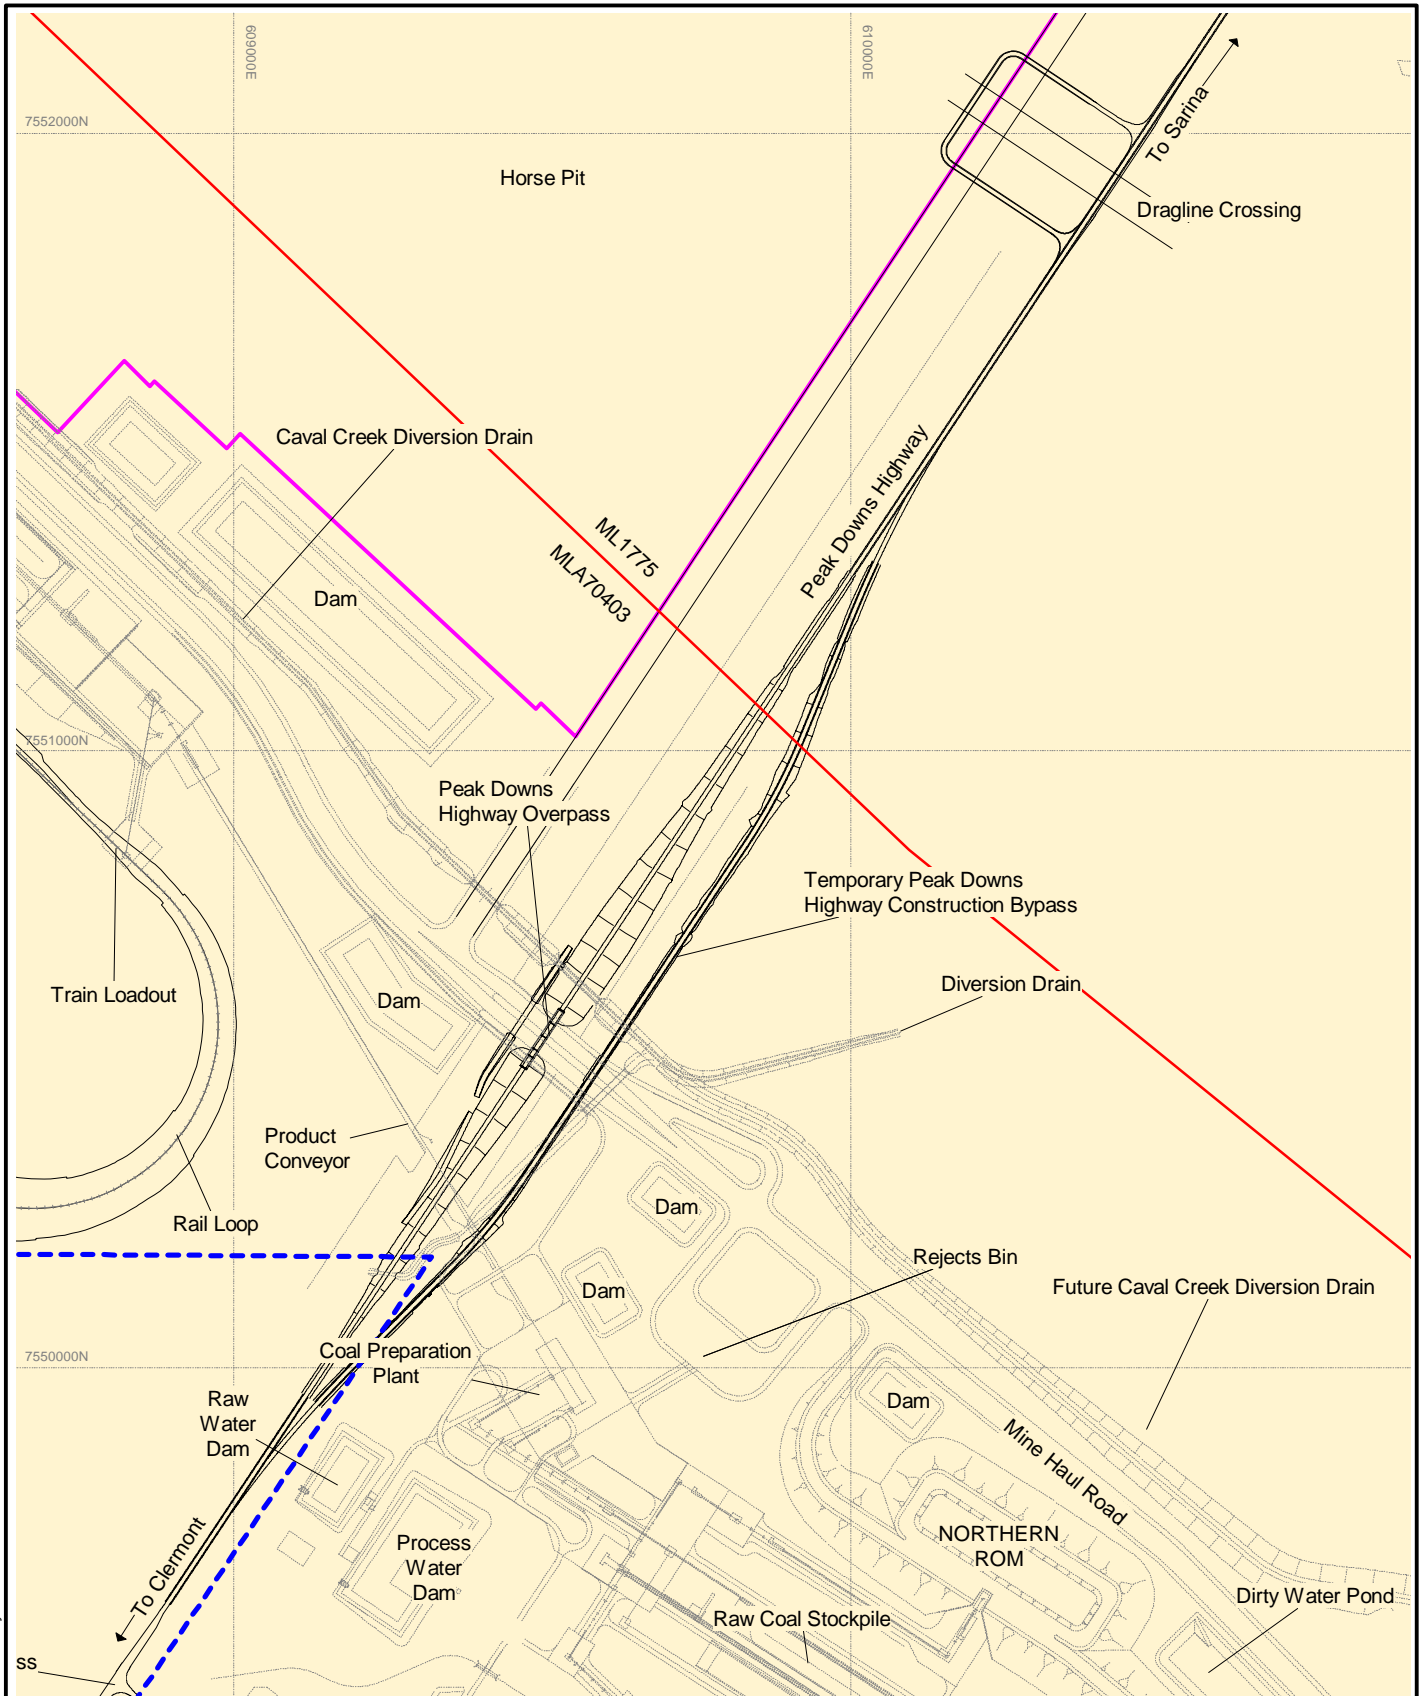 609000E
610000E
7552000N
To Sarina
Horse Pit
Dragline Crossing
Caval Creek Diversion Drain
Peak Downs Highway
ML1775
MLA70403
Dam
7551000N
Peak Downs
Highway Overpass
Temporary Peak Downs
Highway Construction Bypass
Train Loadout
Dam
Diversion Drain
Product
Conveyor
Rail Loop
Dam
Dam
Rejects Bin
Future Caval Creek Diversion Drain
7550000N
Coal Preparation
Plant
Raw
Water
Dam
Dam
Mine Haul Road
NORTHERN
ROM
Process
Water
Dam
To Clermont
Raw Coal Stockpile
Dirty Water Pond
ss